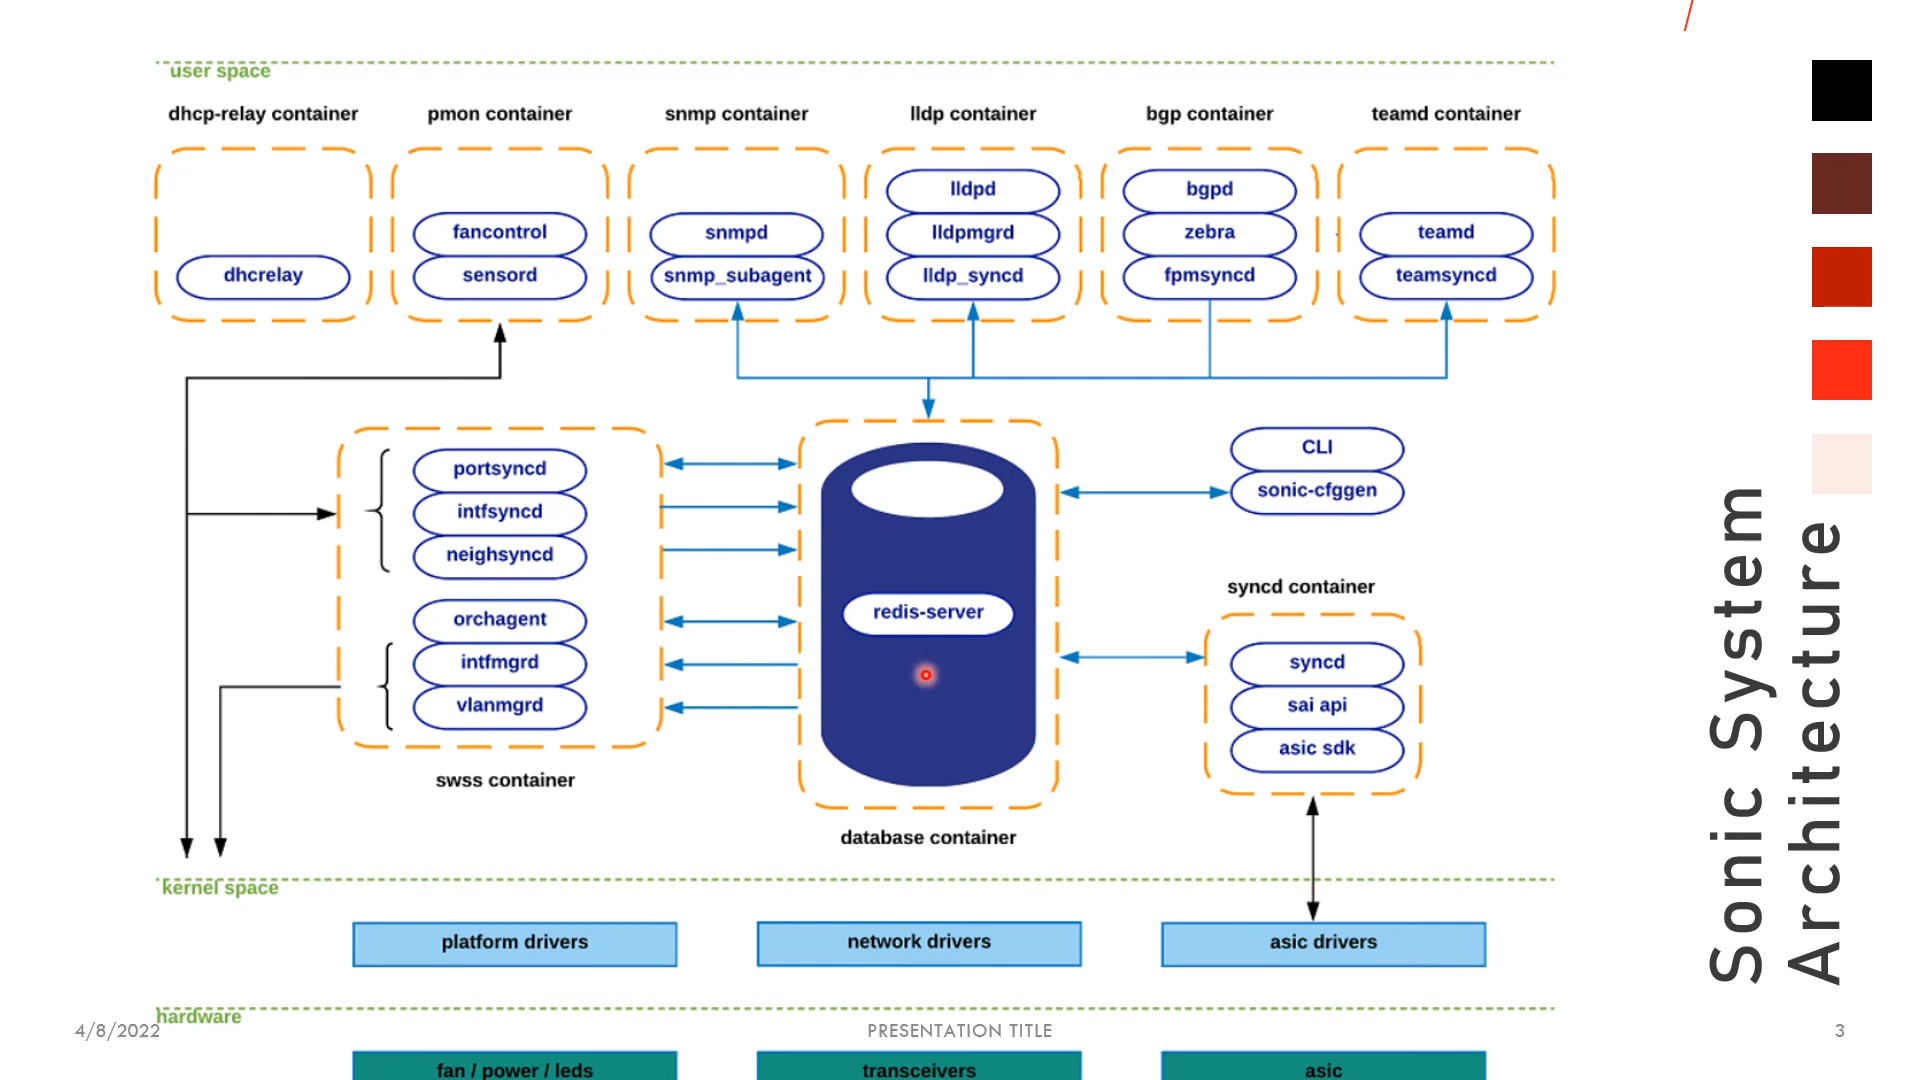 user space
dhcp-relay container
pmon container
snmp container
lldp container
bgp container
teamd container
dhcrelay
fancontrol
sensord
snmpd
snmp_subagent
lldpd
lldpmgrd
lldp_syncd
bgpd
zebra
fpmsyncd
teamd
teamsyncd
portsyncd
intfsyncd
neighsyncd
orchagent
intfmgrd
vlanmgrd
swss container
redis-server
database container
CLI
sonic-cfggen
syncd container
syncd
sai api
asic sdk
kernel space
platform drivers
network drivers
asic drivers
hardware
fan / power / leds
transceivers
asic
Sonic System
Architecture
4/8/2022
PRESENTATION TITLE
3